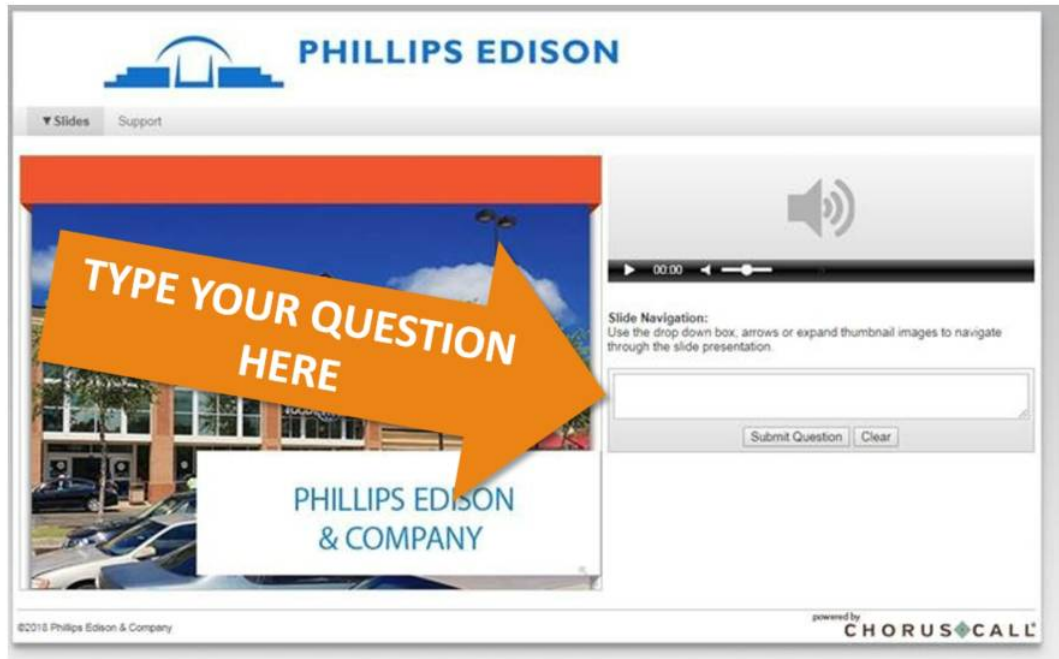 PHILLIPS EDISON
▼Slides Support
TYPE YOUR QUESTION
HERE
PHILLIPS EDISON
& COMPANY
00:00
Slide Navigation:
Use the drop down box, arrows or expand thumbnail images to navigate
through the slide presentation.
Submit Question Clear
©2018 Phillips Edison & Company
powered by
CHORUS CALL